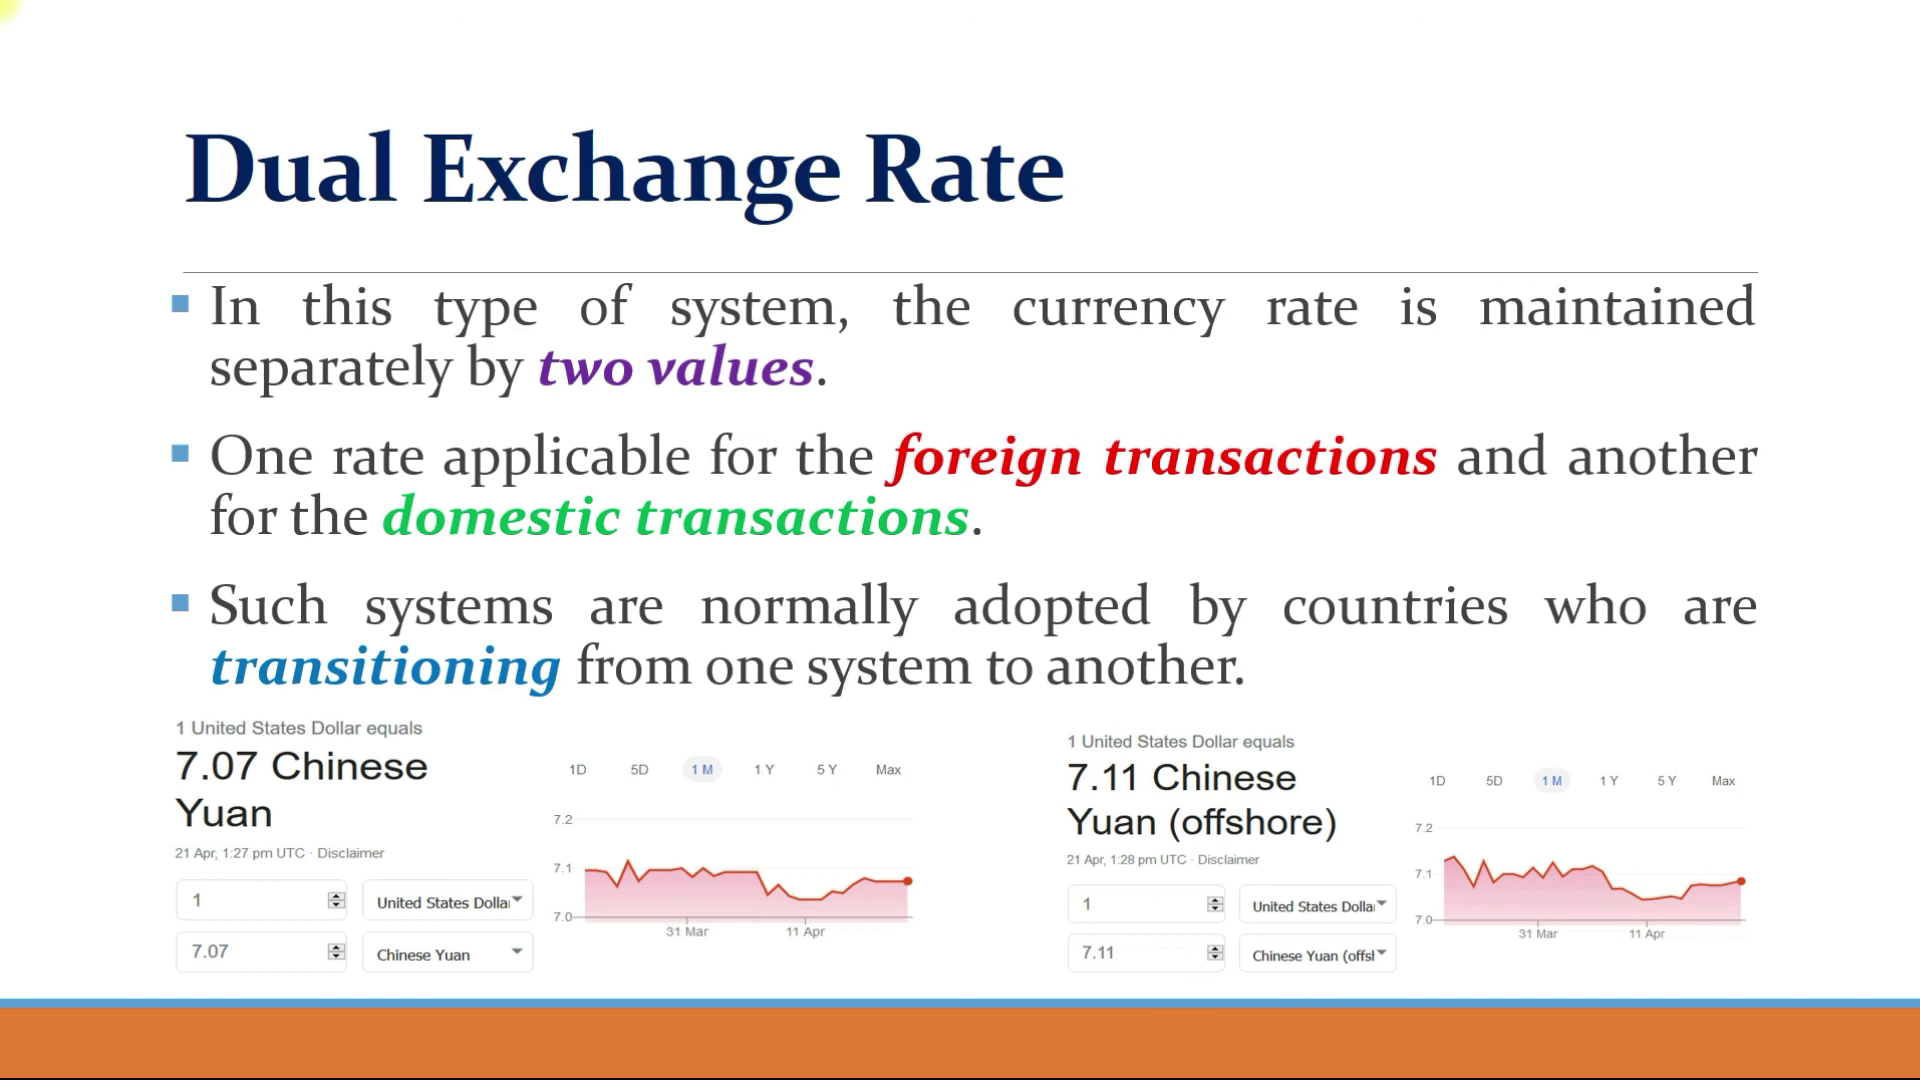 Dual Exchange Rate
In this type of system, the currency rate is maintained
separately by two values.
One rate applicable for the foreign transactions and another
for the domestic transactions.
Such systems are normally adopted by countries who are
transitioning from one system to another.
1 United States Dollar equals
7.07 Chinese
Yuan
21 Apr, 1:27 pm UTC · Disclaimer
1 United States Dollar
7.07 Chinese Yuan
1D 5D 1 M 1 Y 5 Y Max
7.2
7.1
7.0
31 Mar 11 Apr
1 United States Dollar equals
7.11 Chinese
Yuan (offshore)
21 Apr, 1:28 pm UTC · Disclaimer
1 United States Dollar
7.11 Chinese Yuan (offsh
1D 5D 1 M 1 Y 5 Y Max
7.2
7.1
7.0
31 Mar 11 Apr